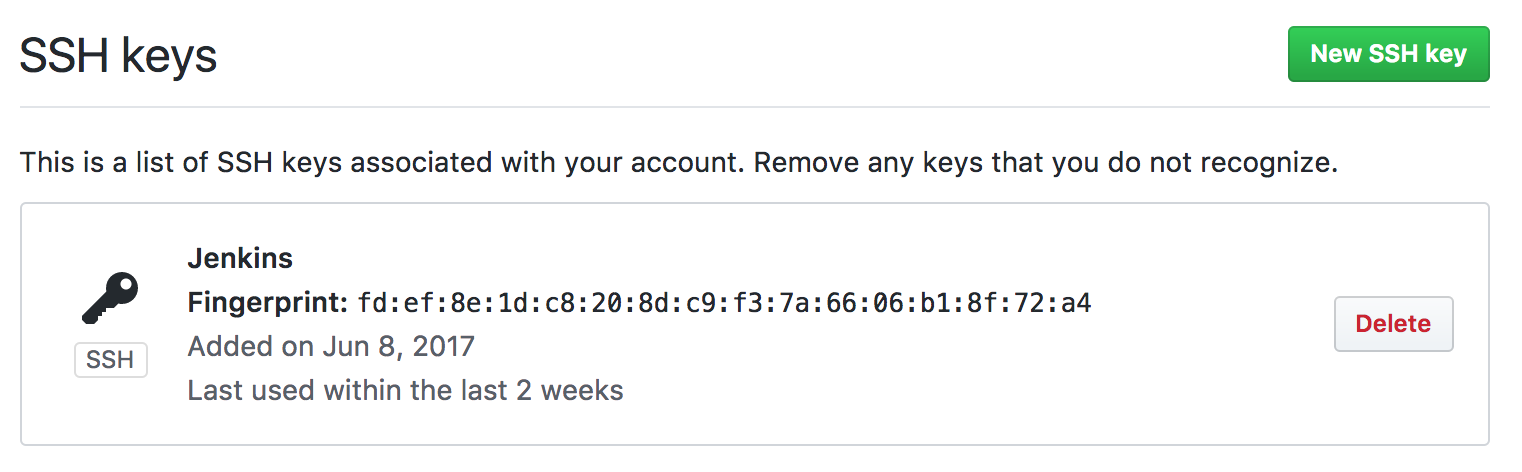 SSH keys
New SSH key
This is a list of SSH keys associated with your account. Remove any keys that you do not recognize.
Jenkins
Fingerprint: fd:ef:8e:1d:c8:20:8d:c9:f3:7a:66:06:b1:8f:72:a4
Added on Jun 8, 2017
Last used within the last 2 weeks
SSH
Delete